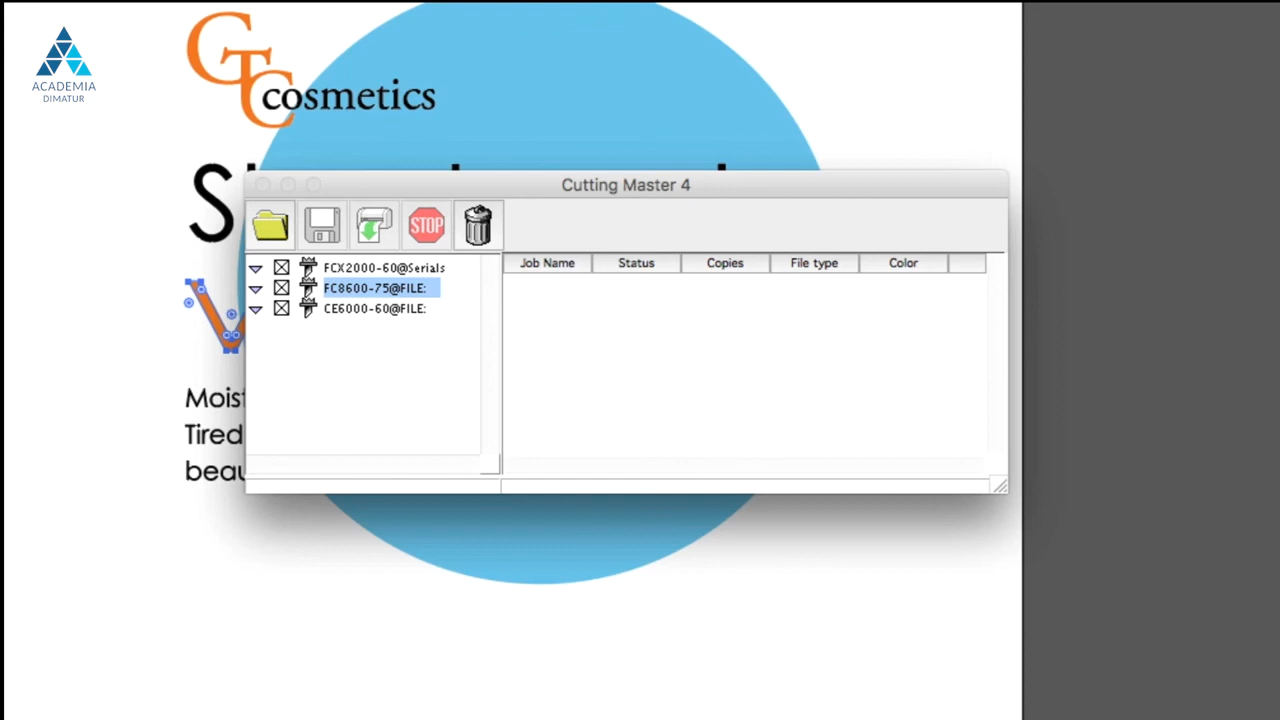 ACADEMIA
DIMATUR
GTC cosmetics
S
Cutting Master 4
STOP
FCX2000-60@Serials
FC8600-75@FILE:
CE6000-60@FILE:
Job Name Status Copies File type Color
V
Moist
Tired
beau